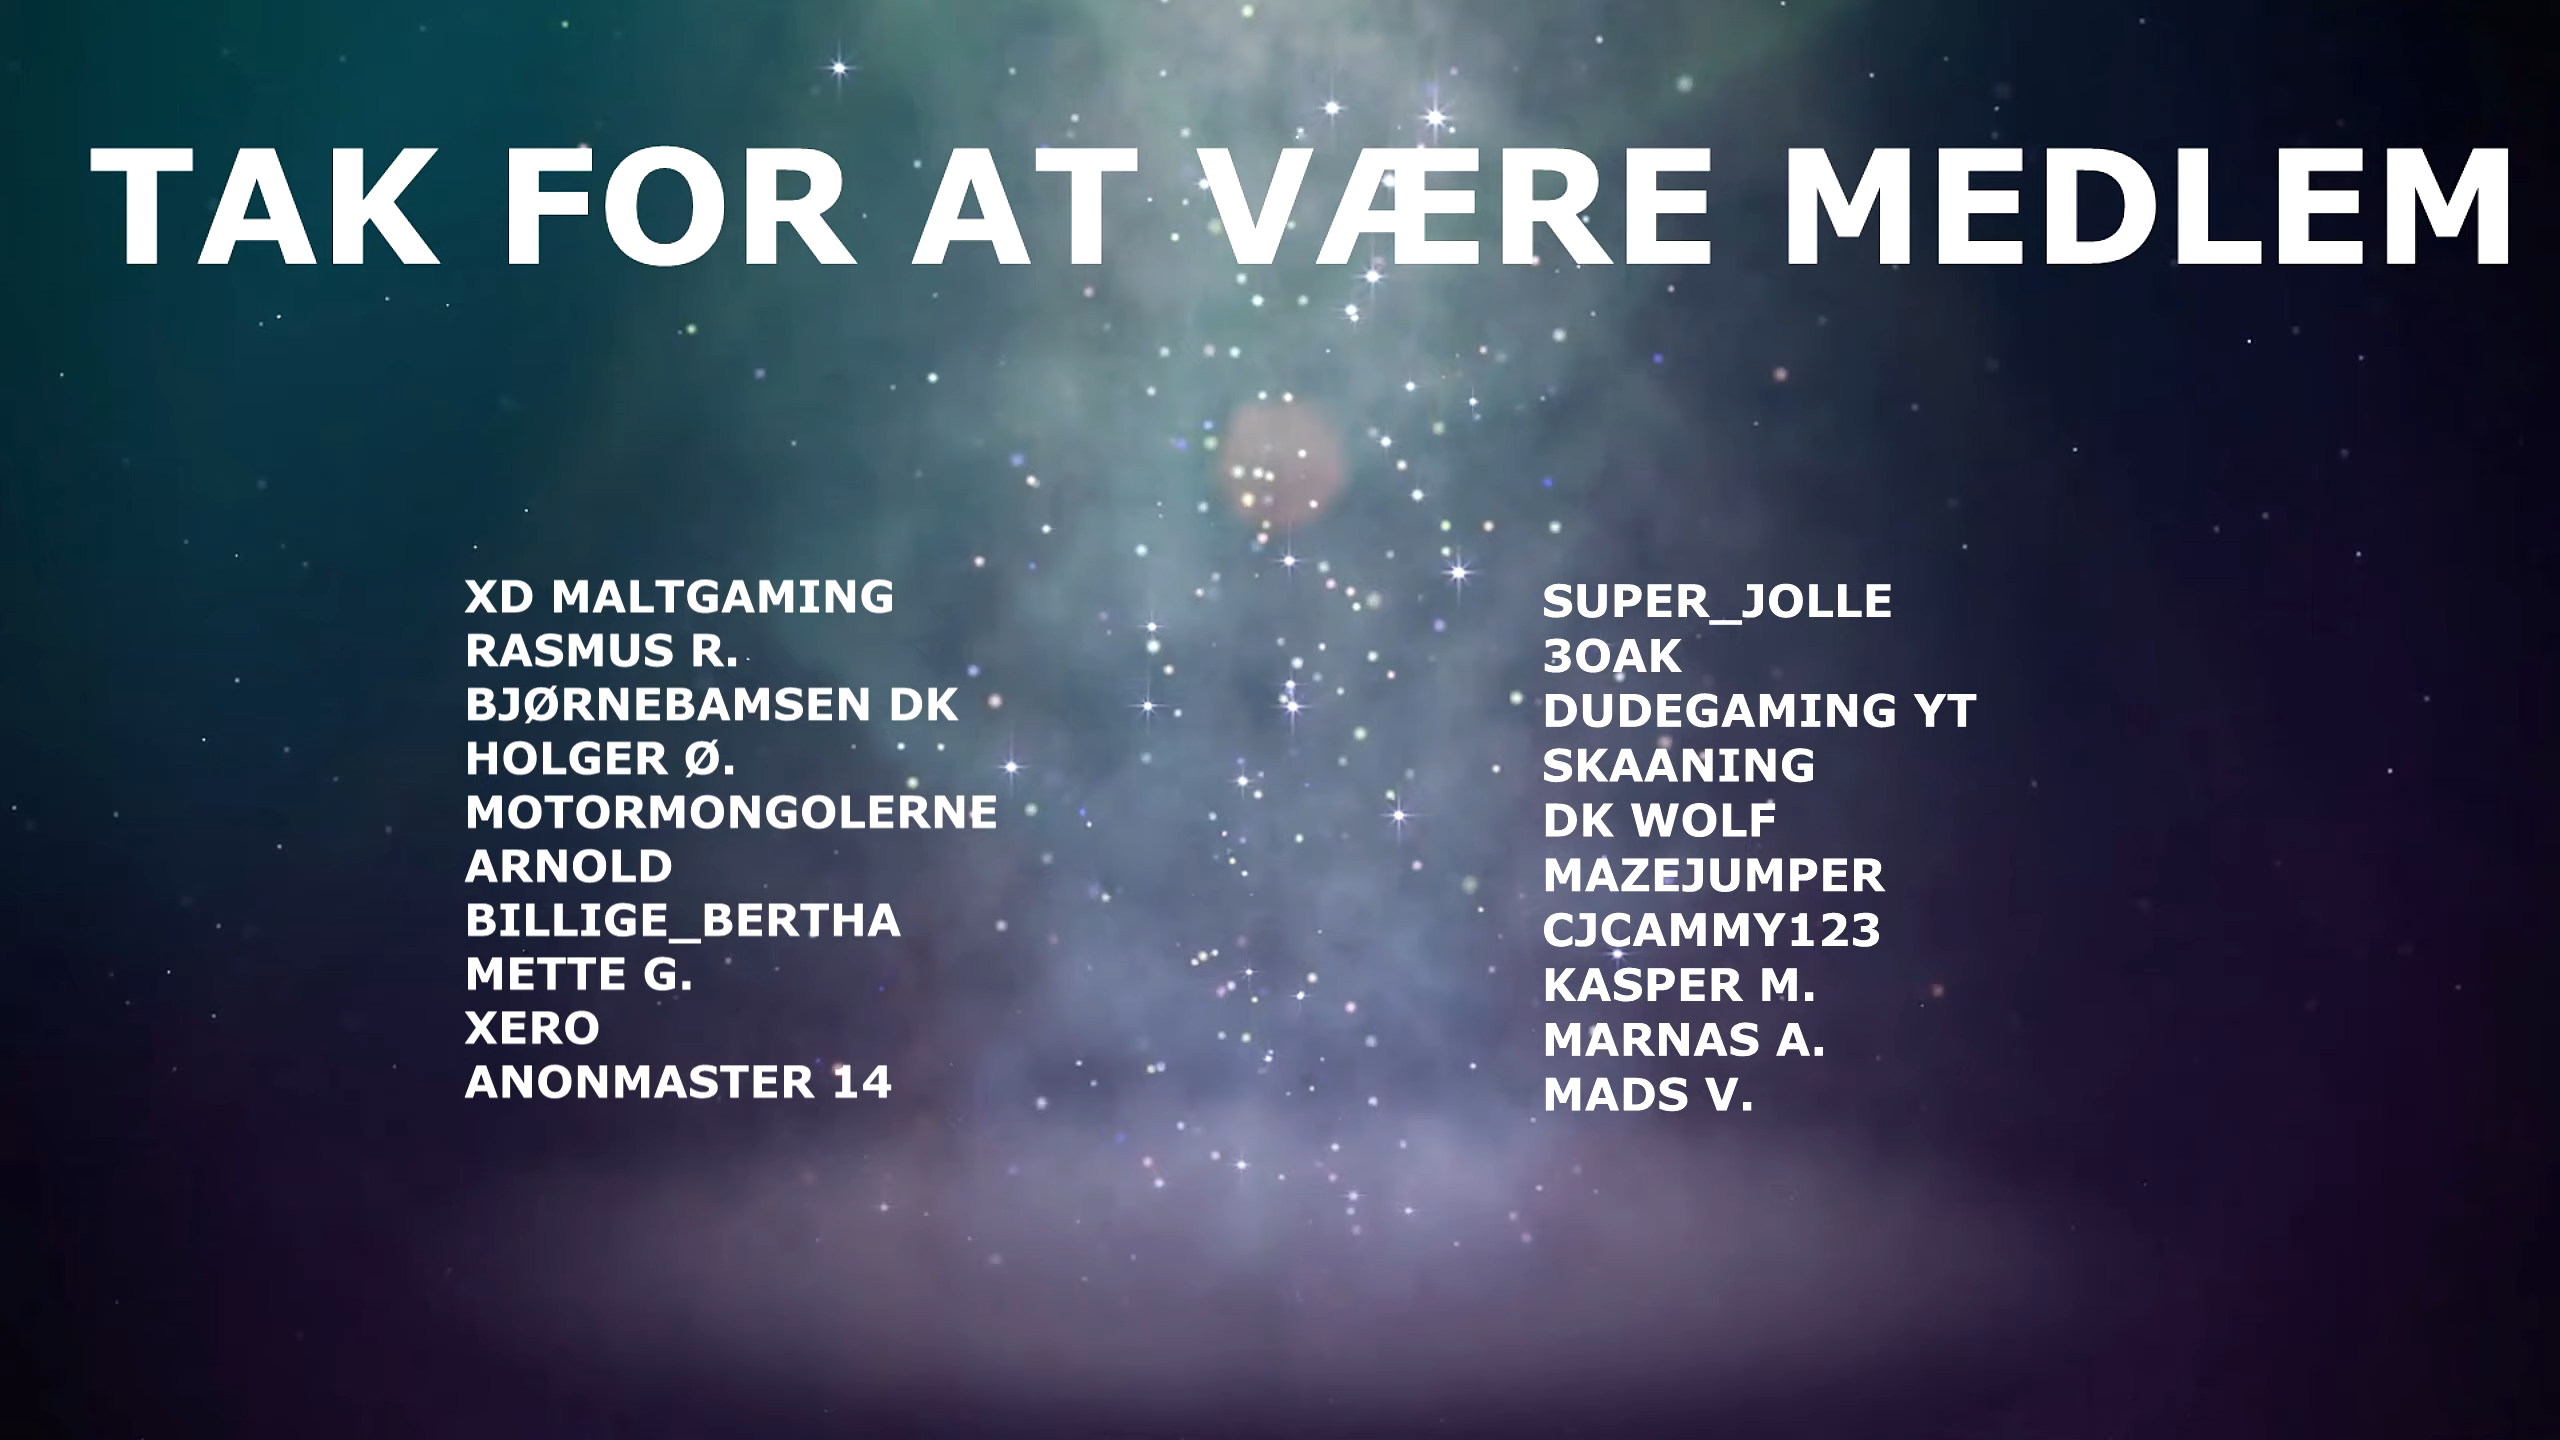 TAK FOR AT VÆRE MEDLEM
XD MALTGAMING
RASMUS R.
BJØRNEBAMSEN DK
HOLGER Ø.
MOTORMONGOLERNE
ARNOLD
BILLIGE_BERTHA
METTE G.
XERO
ANONMASTER 14
SUPER_JOLLE
3OAK
DUDEGAMING YT
SKAANING
DK WOLF
MAZEJUMPER
CJCAMMY123
KASPER M.
MARNAS A.
MADS V.